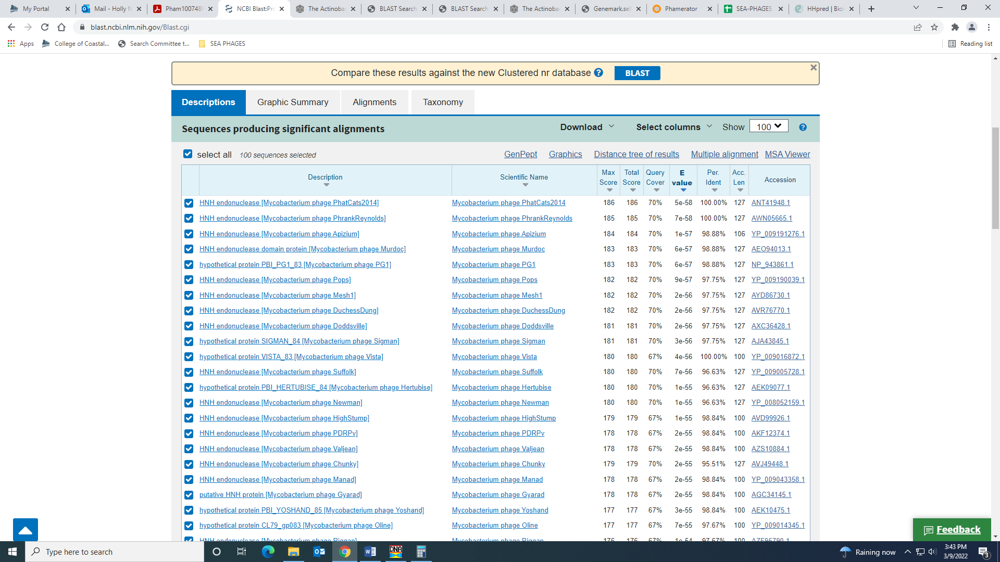 My Portal
Mail - Holly N
Pham100748F
NCBI Blast:Pro
The Actinoba
BLAST Search
BLAST Search
The Actinoba
Genemark.sel
Phamerator
SEA-PHAGES
HHpred | Bioi
blast.ncbi.nlm.nih.gov/Blast.cgi
Apps College of Coastal... Search Committee t... SEA PHAGES Reading list
Compare these results against the new Clustered nr database ? BLAST
Descriptions Graphic Summary Alignments Taxonomy
Sequences producing significant alignments Download Select columns Show 100 ?
select all 100 sequences selected GenPept Graphics Distance tree of results Multiple alignment MSA Viewer
Description Scientific Name Max Score Total Score Query Cover E value Per. Ident Acc. Len Accession
HNH endonuclease [Mycobacterium phage PhatCats2014] Mycobacterium phage PhatCats2014 186 186 70% 5e-58 100.00% 127 ANT41948.1
HNH endonuclease [Mycobacterium phage PhrankReynolds] Mycobacterium phage PhrankReynolds 185 185 70% 7e-58 100.00% 127 AWN05665.1
HNH endonuclease [Mycobacterium phage Apizium] Mycobacterium phage Apizium 184 184 70% 1e-57 98.88% 106 YP_009191276.1
HNH endonuclease domain protein [Mycobacterium phage Murdoc] Mycobacterium phage Murdoc 183 183 70% 6e-57 98.88% 127 AEO94013.1
hypothetical protein PBI_PG1_83 [Mycobacterium phage PG1] Mycobacterium phage PG1 183 183 70% 6e-57 98.88% 127 NP_943861.1
HNH endonuclease [Mycobacterium phage Pops] Mycobacterium phage Pops 182 182 70% 9e-57 97.75% 127 YP_009190039.1
HNH endonuclease [Mycobacterium phage Mesh1] Mycobacterium phage Mesh1 182 182 70% 2e-56 97.75% 127 AYD86730.1
HNH endonuclease [Mycobacterium phage DuchessDung] Mycobacterium phage DuchessDung 182 182 70% 2e-56 97.75% 127 AVR76770.1
HNH endonuclease [Mycobacterium phage Doddsville] Mycobacterium phage Doddsville 181 181 70% 2e-56 97.75% 127 AXC36428.1
hypothetical protein SIGMAN_84 [Mycobacterium phage Sigman] Mycobacterium phage Sigman 181 181 70% 3e-56 97.75% 127 AJA43845.1
hypothetical protein VISTA_83 [Mycobacterium phage Vista] Mycobacterium phage Vista 180 180 67% 4e-56 100.00% 100 YP_009016872.1
HNH endonuclease [Mycobacterium phage Suffolk] Mycobacterium phage Suffolk 180 180 70% 7e-56 96.63% 127 YP_009005728.1
hypothetical protein PBI_HERTUBISE_84 [Mycobacterium phage Hertubise] Mycobacterium phage Hertubise 180 180 70% 1e-55 96.63% 127 AEK09077.1
HNH endonuclease [Mycobacterium phage Newman] Mycobacterium phage Newman 180 180 70% 1e-55 96.63% 127 YP_008052159.1
HNH endonuclease [Mycobacterium phage HighStump] Mycobacterium phage HighStump 179 179 67% 1e-55 98.84% 100 AVD99926.1
HNH endonuclease [Mycobacterium phage PDRPv] Mycobacterium phage PDRPv 178 178 67% 2e-55 98.84% 100 AKF12374.1
HNH endonuclease [Mycobacterium phage Valjean] Mycobacterium phage Valjean 178 178 67% 2e-55 98.84% 100 AZS10884.1
HNH endonuclease [Mycobacterium phage Chunky] Mycobacterium phage Chunky 179 179 70% 2e-55 95.51% 127 AVJ49448.1
HNH endonuclease [Mycobacterium phage Manad] Mycobacterium phage Manad 178 178 67% 2e-55 98.84% 100 YP_009043358.1
putative HNH protein [Mycobacterium phage Gyarad] Mycobacterium phage Gyarad 178 178 67% 2e-55 98.84% 100 AGC34145.1
hypothetical protein PBI_YOSHAND_85 [Mycobacterium phage Yoshand] Mycobacterium phage Yoshand 177 177 67% 3e-55 98.84% 100 AEK10475.1
hypothetical protein CL79_gp083 [Mycobacterium phage Oline] Mycobacterium phage Oline 177 177 67% 7e-55 97.67% 100 YP_009014345.1
HNH endonuclease [Mycobacterium phage Riggan] Mycobacterium phage Riggan 176 176 67% 1e-54 97.67% 100
Feedback
Type here to search DNA Raining now 3:43 PM
3/9/2022 3